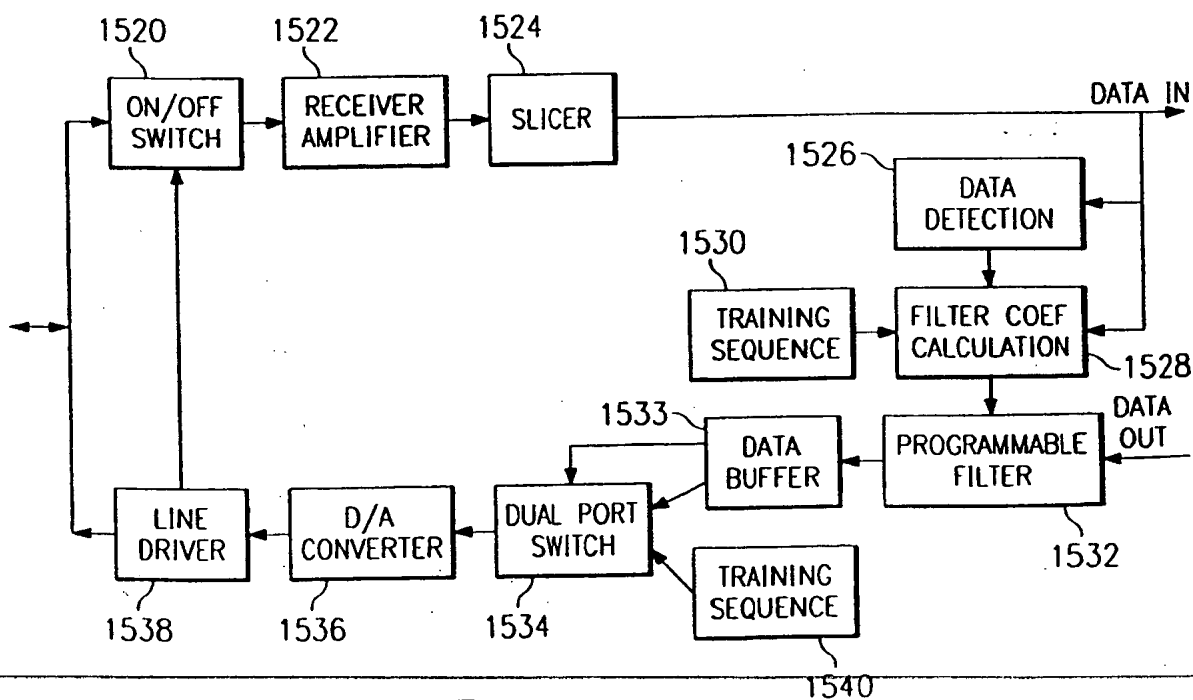 1520
1522
1524
ON/OFF
SWITCH
RECEIVER
AMPLIFIER
SLICER
DATA IN
1526
DATA
DETECTION
1530
TRAINING
SEQUENCE
FILTER COEF
CALCULATION
1528
1533
DATA
BUFFER
PROGRAMMABLE
FILTER
DATA
OUT
1532
LINE
DRIVER
D/A
CONVERTER
DUAL PORT
SWITCH
TRAINING
SEQUENCE
1538
1536
1534
1540